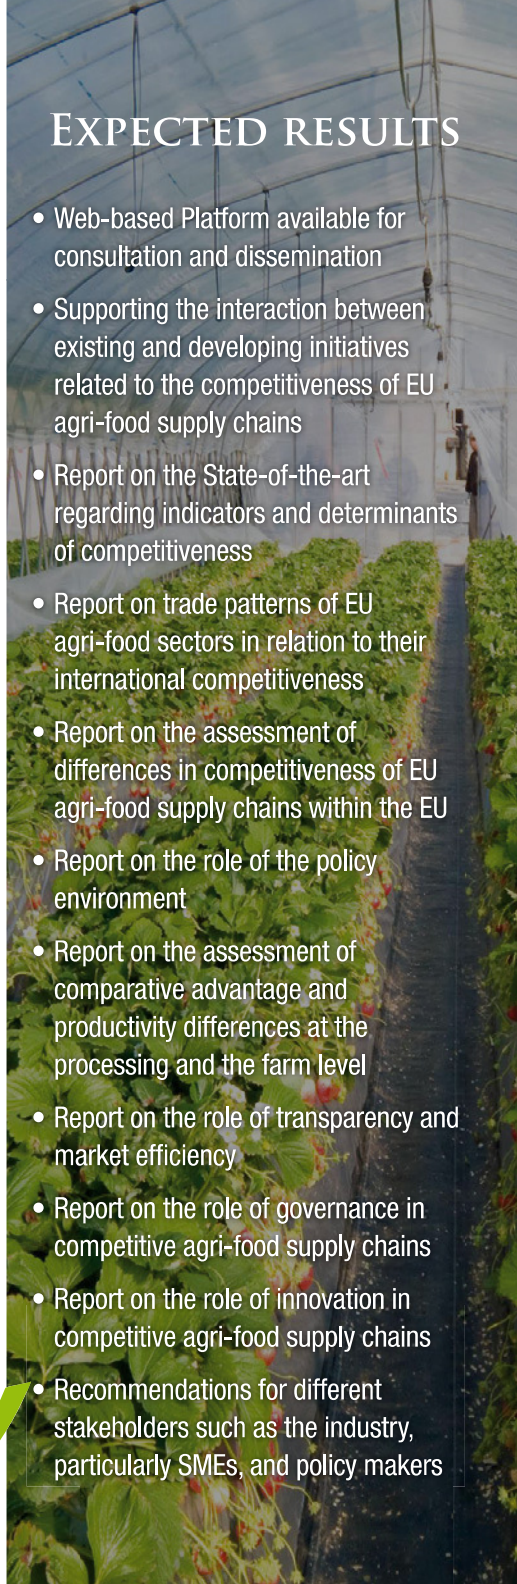 EXPECTED RESULTS
• Web-based Platform available for
consultation and dissemination
• Supporting the interaction between
existing and developing initiatives
related to the competitiveness of EU
agri-food supply chains
• Report on the State-of-the-art
regarding indicators and determinants
of competitiveness
• Report on trade patterns of EU
agri-food sectors in relation to their
international competitiveness
• Report on the assessment of
differences in competitiveness of EU
agri-food supply chains within the EU
• Report on the role of the policy
environment
• Report on the assessment of
comparative advantage and
productivity differences at the
processing and the farm level
• Report on the role of transparency and
market efficiency
• Report on the role of governance in
competitive agri-food supply chains
• Report on the role of innovation in
competitive agri-food supply chains
• Recommendations for different
stakeholders such as the industry,
particularly SMEs, and policy makers